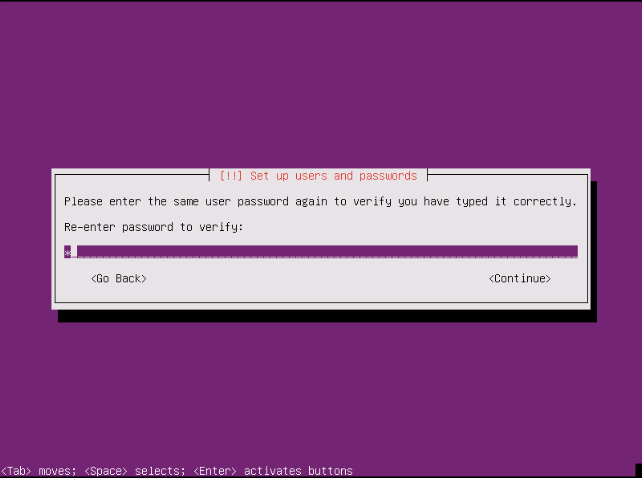 [!!] Set up users and passwords
Please enter the same user password again to verify you have typed it correctly.
Re-enter password to verify:
*
<Go Back> <Continue>
<Tab> moves; <Space> selects; <Enter> activates buttons